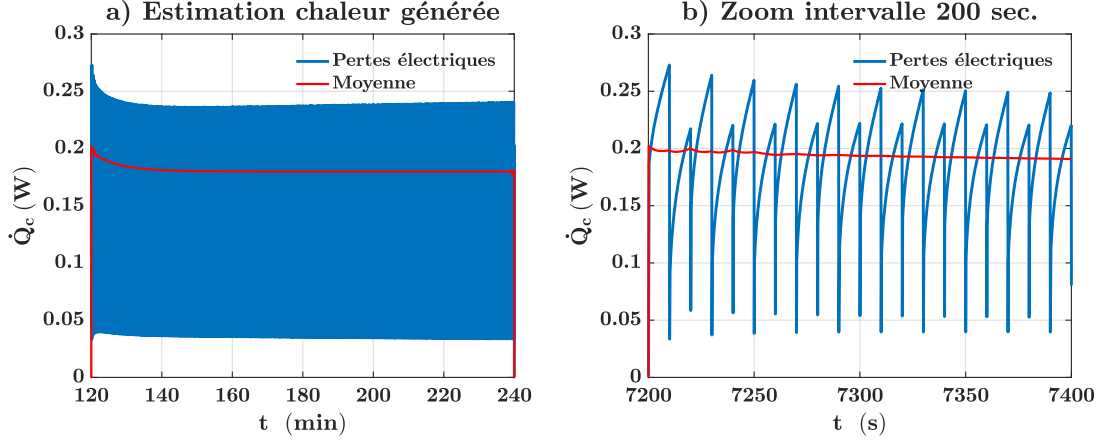 a) Estimation chaleur générée
0.3
0.25
0.2
0.15
0.1
0.05
0
Q̇c (W)
Pertes électriques
Moyenne
120 140 160 180 200 220 240
t (min)
b) Zoom intervalle 200 sec.
0.3
0.25
0.2
0.15
0.1
0.05
0
Q̇c (W)
Pertes électriques
Moyenne
7200 7250 7300 7350 7400
t (s)